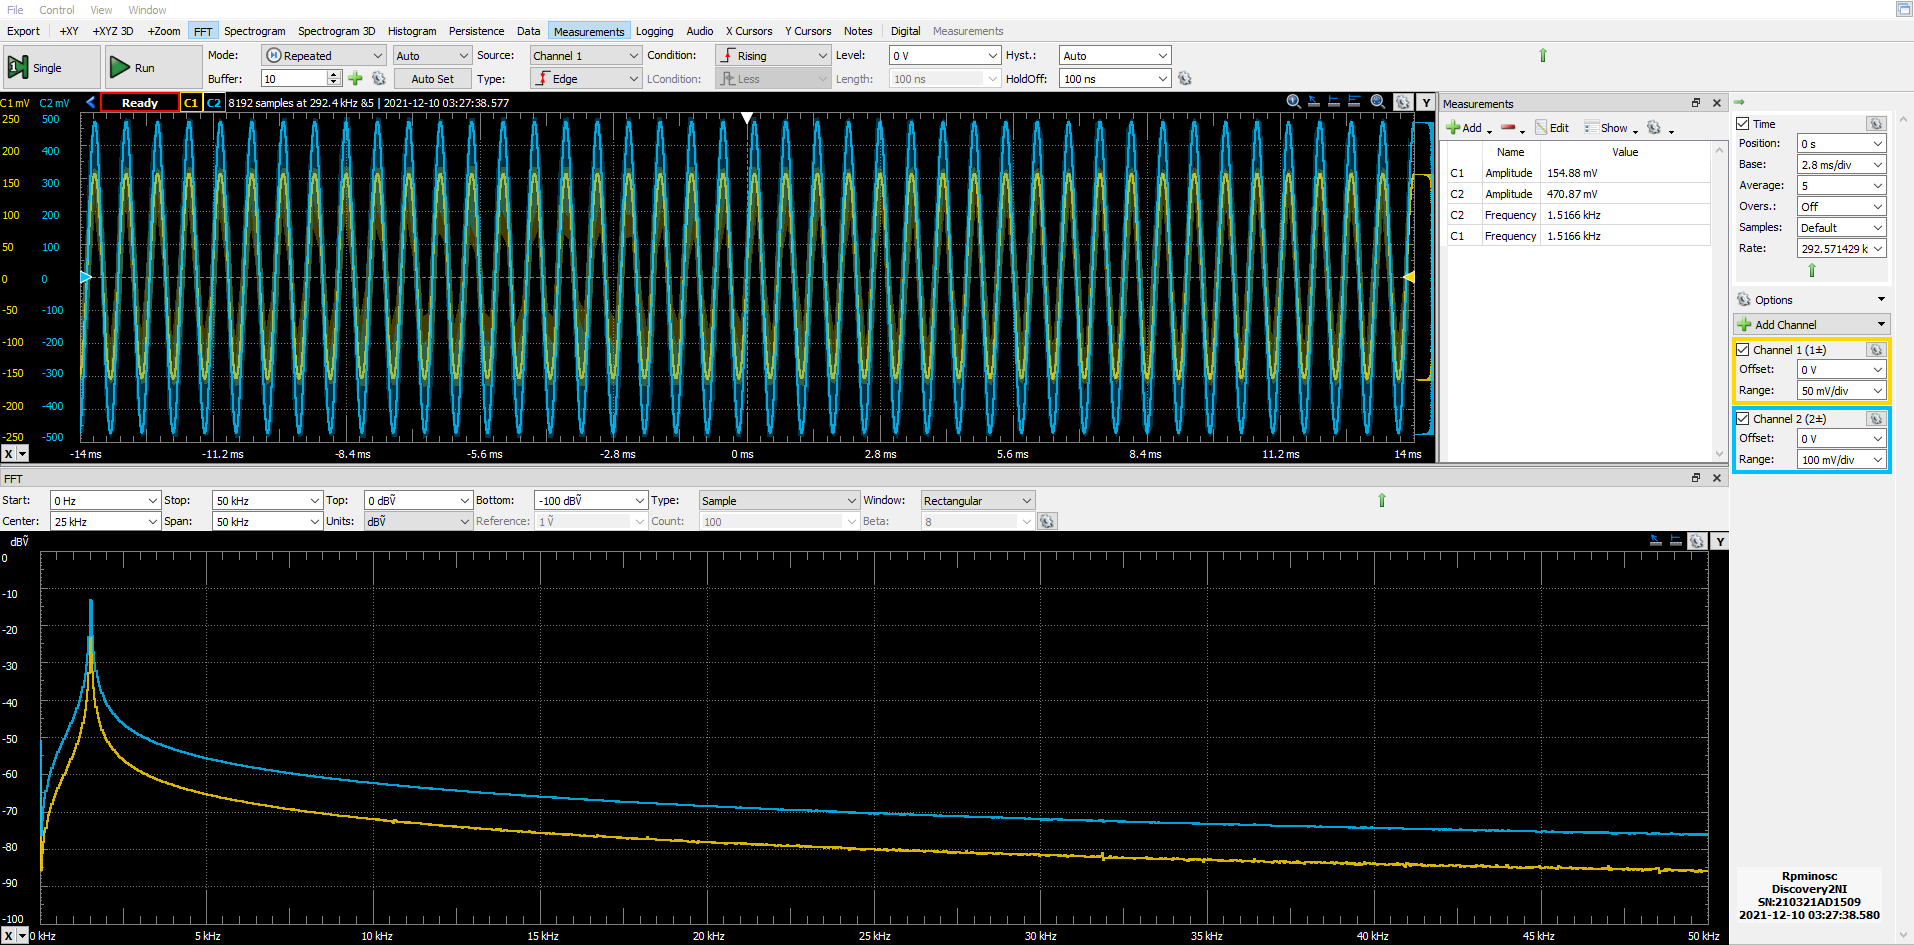 File Control View Window
Export +XY +XYZ 3D +Zoom FFT Spectrogram Spectrogram 3D Histogram Persistence Data Measurements Logging Audio X Cursors Y Cursors Notes Digital Measurements
Single Run Mode: Repeated Auto Source: Channel 1 Condition: Rising Level: 0 V Hyst.: Auto
Buffer: 10 Auto Set Type: Edge LCondition: Less Length: 100 ns HoldOff: 100 ns
C1 mV C2 mV Ready C1 C2 8192 samples at 292.4 kHz &5 | 2021-12-10 03:27:38.577 Y
250 500
200 400
150 300
100 200
50 100
0 0
-50 -100
-100 -200
-150 -300
-200 -400
-250 -500
X -14 ms -11.2 ms -8.4 ms -5.6 ms -2.8 ms 0 ms 2.8 ms 5.6 ms 8.4 ms 11.2 ms 14 ms
Measurements
Add Edit Show
Name Value
C1 Amplitude 154.88 mV
C2 Amplitude 470.87 mV
C2 Frequency 1.5166 kHz
C1 Frequency 1.5166 kHz
Time
Position: 0 s
Base: 2.8 ms/div
Average: 5
Overs.: Off
Samples: Default
Rate: 292.571429 k
Options
Add Channel
Channel 1 (1±)
Offset: 0 V
Range: 50 mV/div
Channel 2 (2±)
Offset: 0 V
Range: 100 mV/div
FFT
Start: 0 Hz Stop: 50 kHz Top: 0 dBṼ Bottom: -100 dBṼ Type: Sample Window: Rectangular
Center: 25 kHz Span: 50 kHz Units: dBṼ Reference: 1 Ṽ Count: 100 Beta: 8
dBṼ Y
0
-10
-20
-30
-40
-50
-60
-70
-80
-90
-100
X 0 kHz 5 kHz 10 kHz 15 kHz 20 kHz 25 kHz 30 kHz 35 kHz 40 kHz 45 kHz 50 kHz
Rpminosc
Discovery2NI
SN:210321AD1509
2021-12-10 03:27:38.580